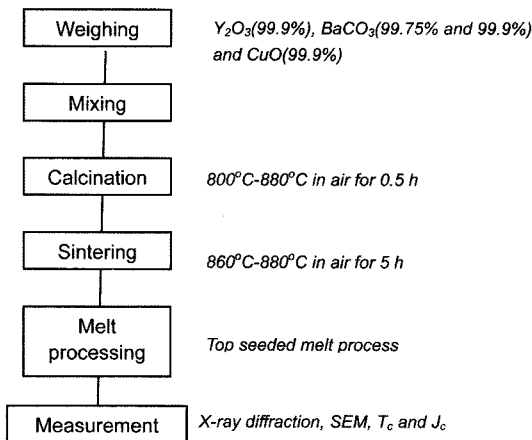 Weighing
Y₂O₃(99.9%), BaCO₃(99.75% and 99.9%)
and CuO(99.9%)
Mixing
Calcination
800°C-880°C in air for 0.5 h
Sintering
860°C-880°C in air for 5 h
Melt
processing
Top seeded melt process
Measurement
X-ray diffraction, SEM, Tc and Jc